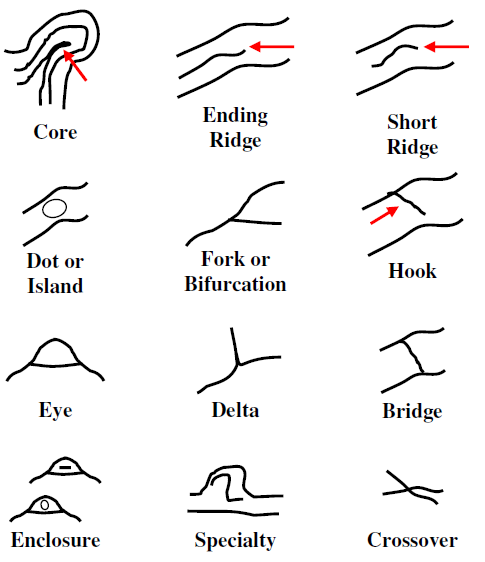 Core
Ending
Ridge
Short
Ridge
Dot or
Island
Fork or
Bifurcation
Hook
Eye
Delta
Bridge
Enclosure
Specialty
Crossover